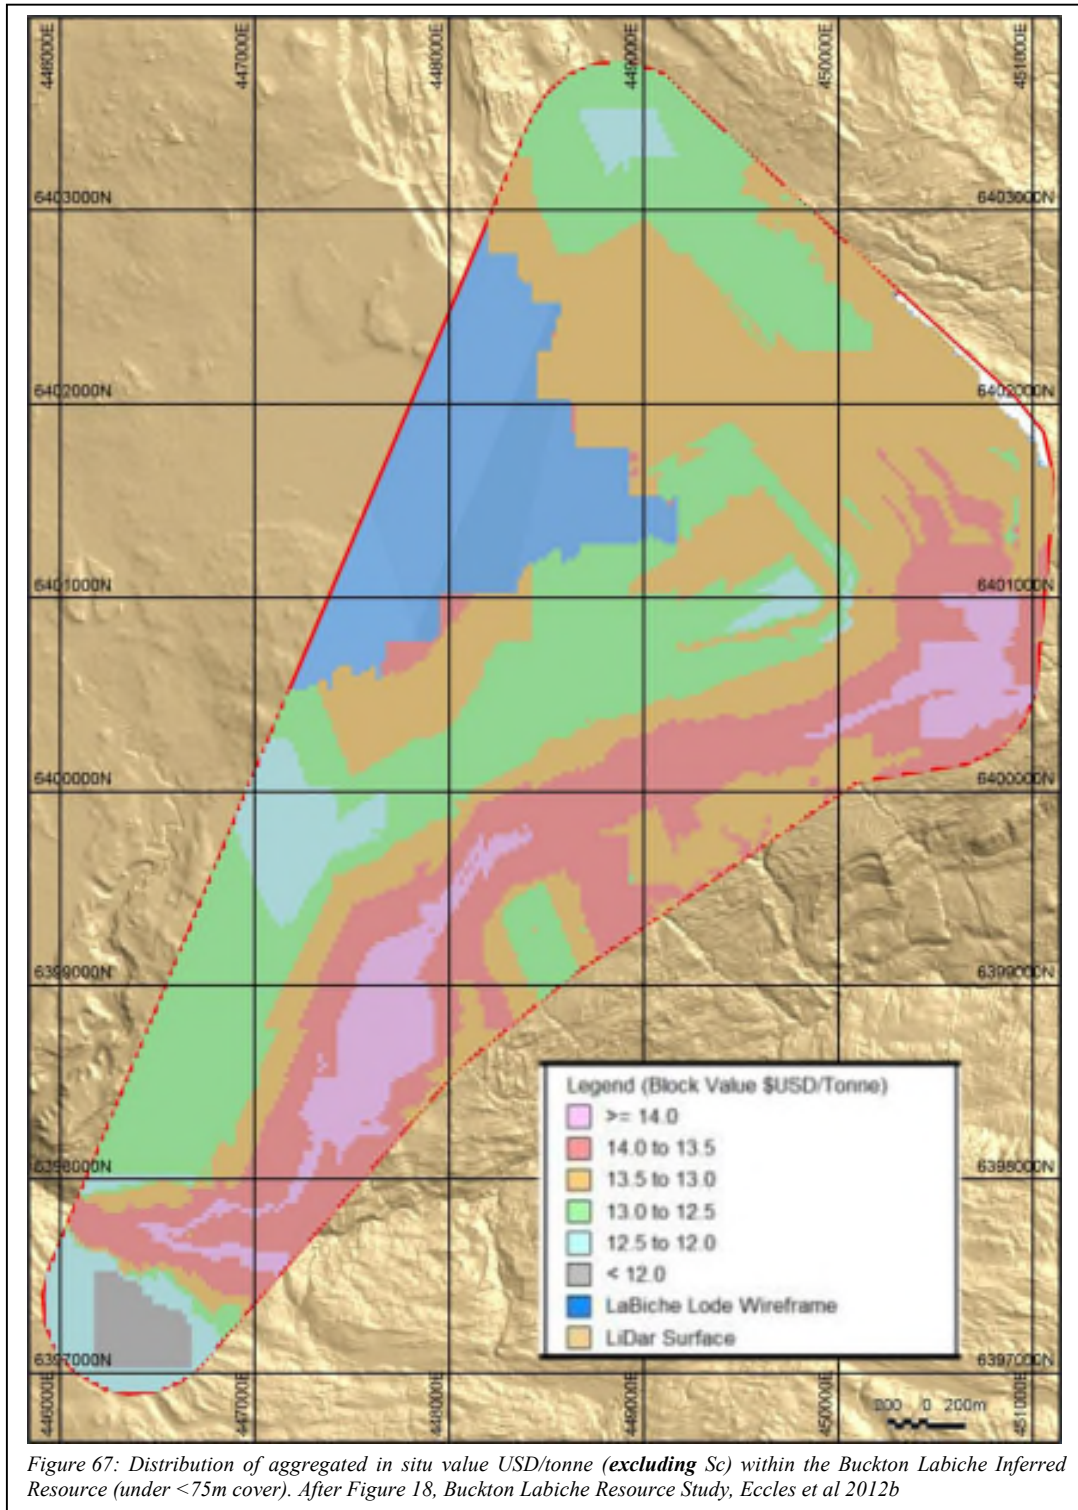 446000E
447000E
448000E
449000E
450000E
451000E
6403000N
6403000N
6402000N
6402000N
6401000N
6401000N
6400000N
6400000N
6399000N
6399000N
Legend (Block Value $USD/Tonne)
>= 14.0
14.0 to 13.5
13.5 to 13.0
13.0 to 12.5
12.5 to 12.0
< 12.0
LaBiche Lode Wireframe
LiDar Surface
6398000N
6398000N
6397000N
6397000N
446000E
447000E
448000E
449000E
450000E
451000E
0 200m
Figure 67: Distribution of aggregated in situ value USD/tonne (excluding Sc) within the Buckton Labiche Inferred
Resource (under <75m cover). After Figure 18, Buckton Labiche Resource Study, Eccles et al 2012b